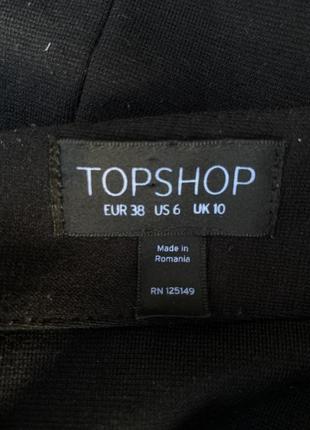 TOPSHOP
EUR 38 US 6 UK 10
Made in
Romania
RN 125149